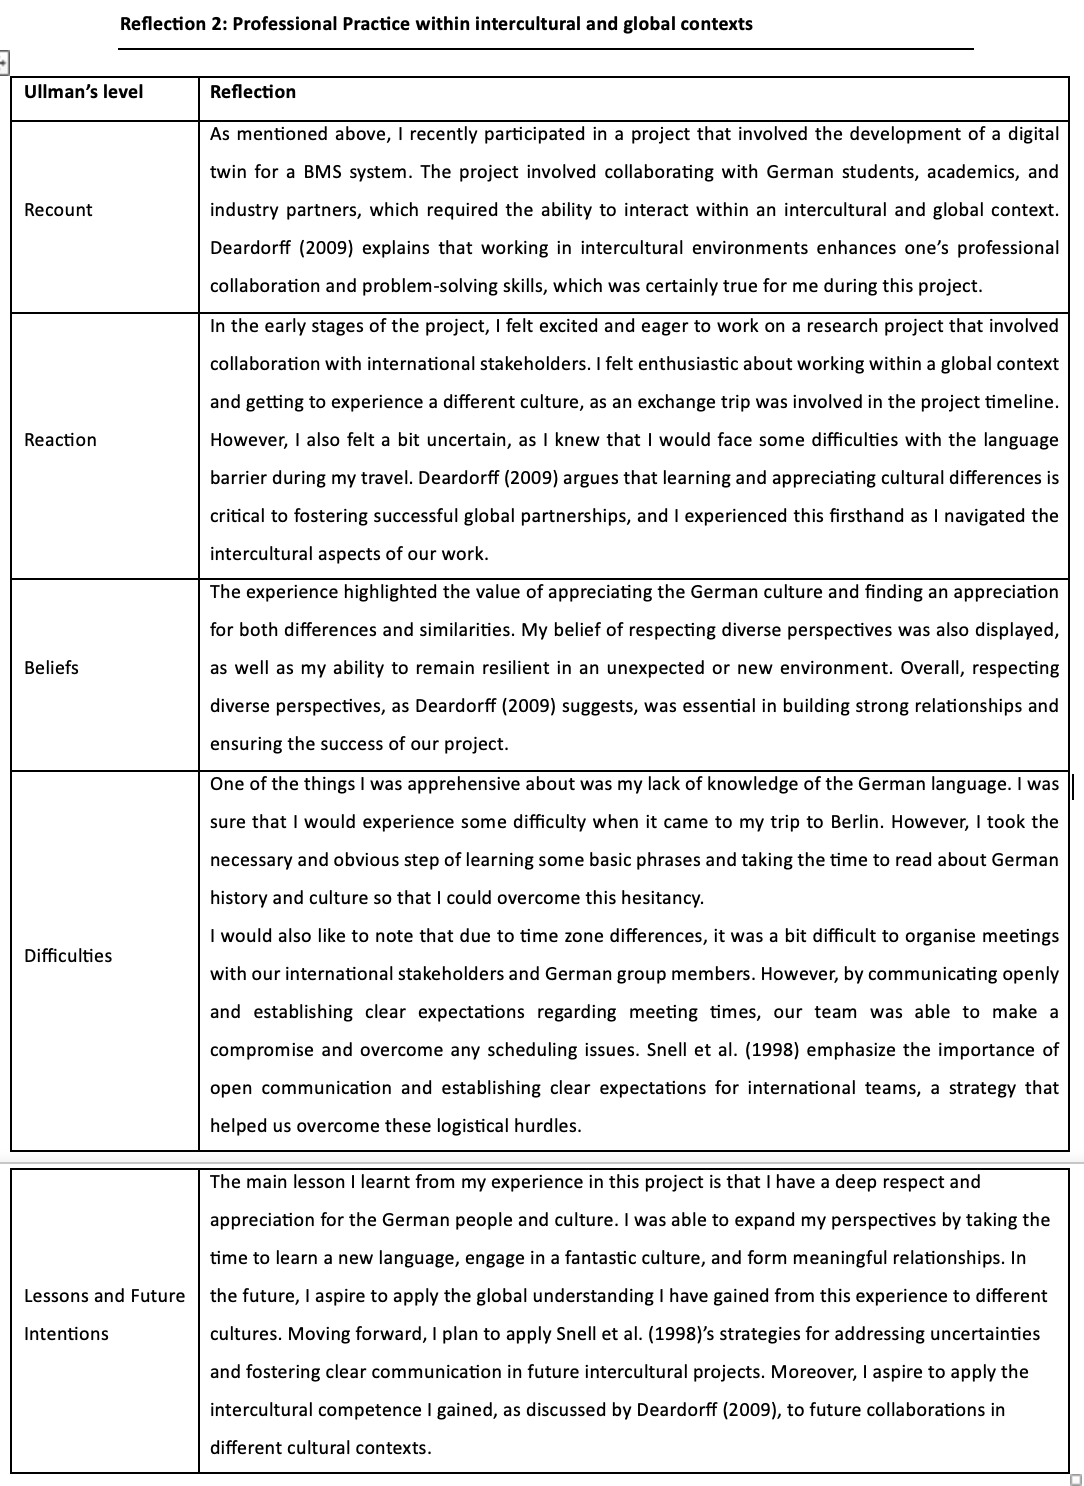 Reflection 2: Professional Practice within intercultural and global contexts
Ullman's level
Reflection
Recount
As mentioned above, I recently participated in a project that involved the development of a digital
twin for a BMS system. The project involved collaborating with German students, academics, and
industry partners, which required the ability to interact within an intercultural and global context.
Deardorff (2009) explains that working in intercultural environments enhances one's professional
collaboration and problem-solving skills, which was certainly true for me during this project.
Reaction
In the early stages of the project, I felt excited and eager to work on a research project that involved
collaboration with international stakeholders. I felt enthusiastic about working within a global context
and getting to experience a different culture, as an exchange trip was involved in the project timeline.
However, I also felt a bit uncertain, as I knew that I would face some difficulties with the language
barrier during my travel. Deardorff (2009) argues that learning and appreciating cultural differences is
critical to fostering successful global partnerships, and I experienced this firsthand as I navigated the
intercultural aspects of our work.
Beliefs
The experience highlighted the value of appreciating the German culture and finding an appreciation
for both differences and similarities. My belief of respecting diverse perspectives was also displayed,
as well as my ability to remain resilient in an unexpected or new environment. Overall, respecting
diverse perspectives, as Deardorff (2009) suggests, was essential in building strong relationships and
ensuring the success of our project.
Difficulties
One of the things I was apprehensive about was my lack of knowledge of the German language. I was
sure that I would experience some difficulty when it came to my trip to Berlin. However, I took the
necessary and obvious step of learning some basic phrases and taking the time to read about German
history and culture so that I could overcome this hesitancy.
I would also like to note that due to time zone differences, it was a bit difficult to organise meetings
with our international stakeholders and German group members. However, by communicating openly
and establishing clear expectations regarding meeting times, our team was able to make a
compromise and overcome any scheduling issues. Snell et al. (1998) emphasize the importance of
open communication and establishing clear expectations for international teams, a strategy that
helped us overcome these logistical hurdles.
Lessons and Future
Intentions
The main lesson I learnt from my experience in this project is that I have a deep respect and
appreciation for the German people and culture. I was able to expand my perspectives by taking the
time to learn a new language, engage in a fantastic culture, and form meaningful relationships. In
the future, I aspire to apply the global understanding I have gained from this experience to different
cultures. Moving forward, I plan to apply Snell et al. (1998)'s strategies for addressing uncertainties
and fostering clear communication in future intercultural projects. Moreover, I aspire to apply the
intercultural competence I gained, as discussed by Deardorff (2009), to future collaborations in
different cultural contexts.